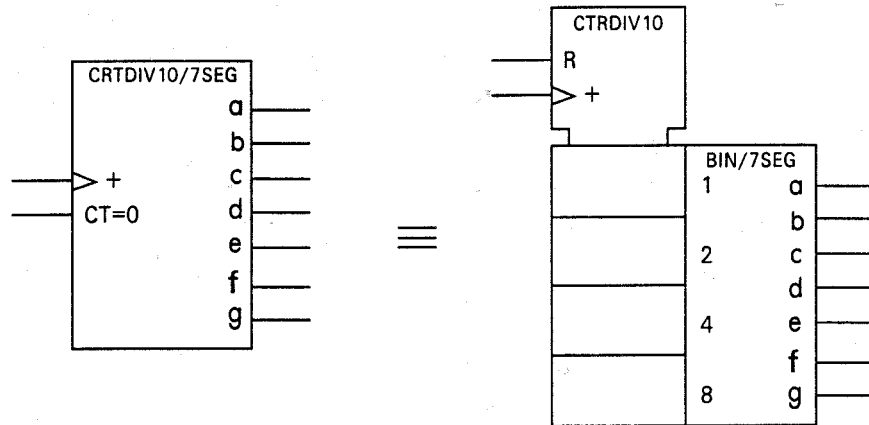 CRTDIV10/7SEG
a
b
+
c
CT=0
d
e
f
g
≡
CTRDIV10
R
+
BIN/7SEG
1
a
b
2
c
d
4
e
f
8
g